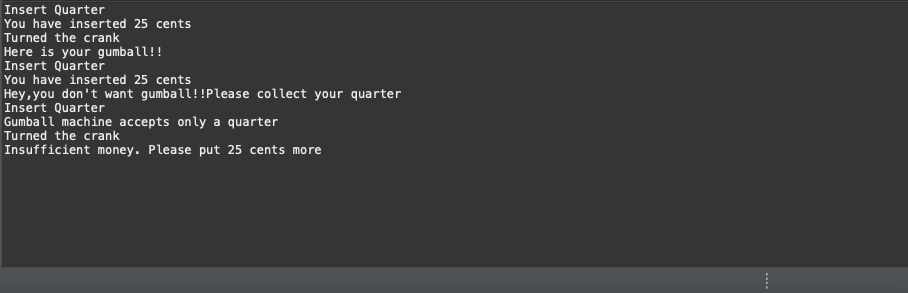 Insert Quarter
You have inserted 25 cents
Turned the crank
Here is your gumball!!
Insert Quarter
You have inserted 25 cents
Hey,you don't want gumball!!Please collect your quarter
Insert Quarter
Gumball machine accepts only a quarter
Turned the crank
Insufficient money. Please put 25 cents more